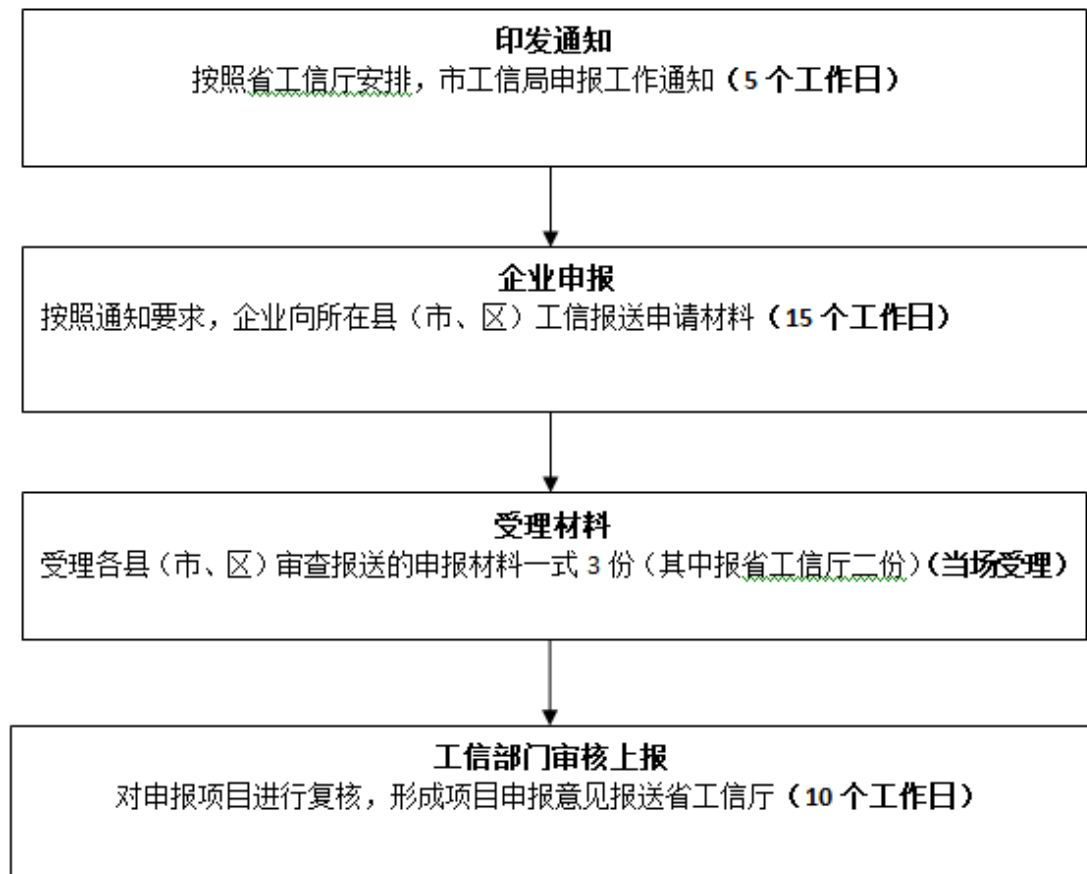 印发通知
按照省工信厅安排，市工信局申报工作通知（5 个工作日）
企业申报
按照通知要求，企业向所在县（市、区）工信报送申请材料（15 个工作日）
受理材料
受理各县（市、区）审查报送的申报材料一式 3 份（其中报省工信厅二份）（当场受理）
工信部门审核上报
对申报项目进行复核，形成项目申报意见报送省工信厅（10 个工作日）